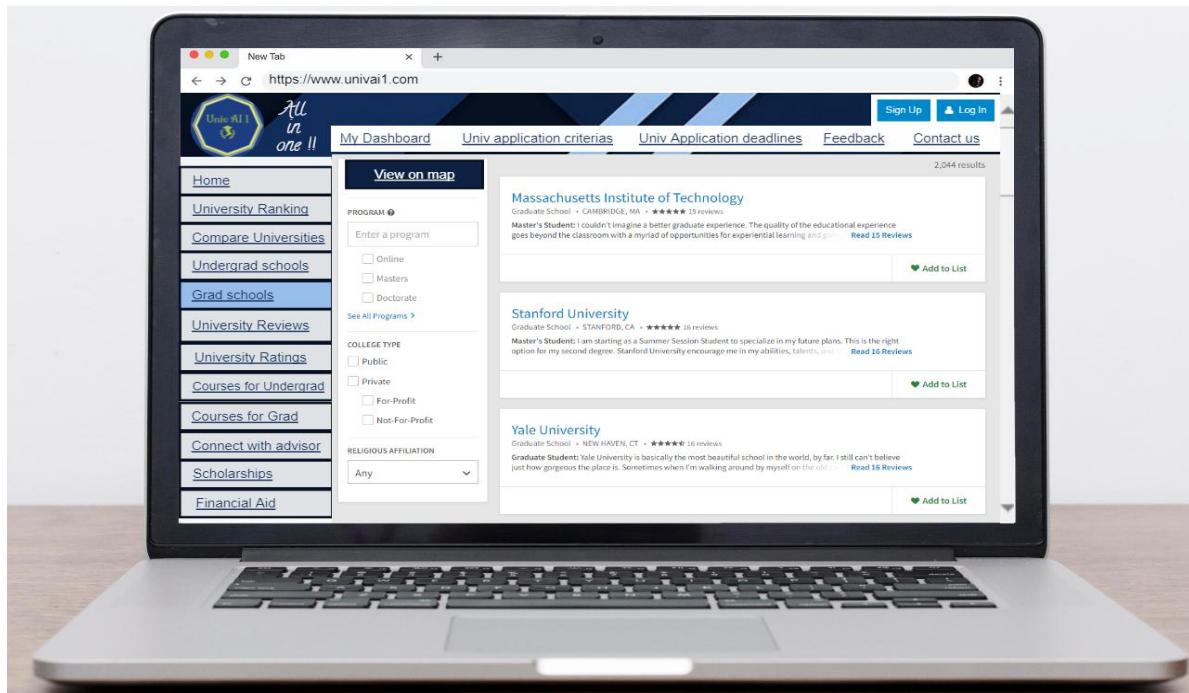 New Tab
https://www.univai1.com
Univ AI 1
All
in
one !!
Sign Up
Log In
My Dashboard
Univ application criterias
Univ Application deadlines
Feedback
Contact us
Home
University Ranking
Compare Universities
Undergrad schools
Grad schools
University Reviews
University Ratings
Courses for Undergrad
Courses for Grad
Connect with advisor
Scholarships
Financial Aid
View on map
PROGRAM
Enter a program
Online
Masters
Doctorate
See All Programs >
COLLEGE TYPE
Public
Private
For-Profit
Not-For-Profit
RELIGIOUS AFFILIATION
Any
2,044 results
Massachusetts Institute of Technology
Graduate School • CAMBRIDGE, MA • ★★★★★ 15 reviews
Master's Student: I couldn't imagine a better graduate experience. The quality of the educational experience
goes beyond the classroom with a myriad of opportunities for experiential learning and Read 15 Reviews
Add to List
Stanford University
Graduate School • STANFORD, CA • ★★★★★ 16 reviews
Master's Student: I am starting as a Summer Session Student to specialize in my future plans. This is the right
option for my second degree. Stanford University encourage me in my abilities, talents, Read 16 Reviews
Add to List
Yale University
Graduate School • NEW HAVEN, CT • ★★★★★ 16 reviews
Graduate Student: Yale University is basically the most beautiful school in the world, by far. I still can't believe
just how gorgeous the place is. Sometimes when I'm walking around by myself on the old Read 16 Reviews
Add to List